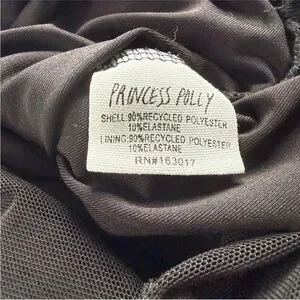 PRINCESS POLLY
SHELL:90%RECYCLED POLYESTER
10%ELASTANE
LINING:90%RECYCLED POLYESTER
10%ELASTANE
RN#163017